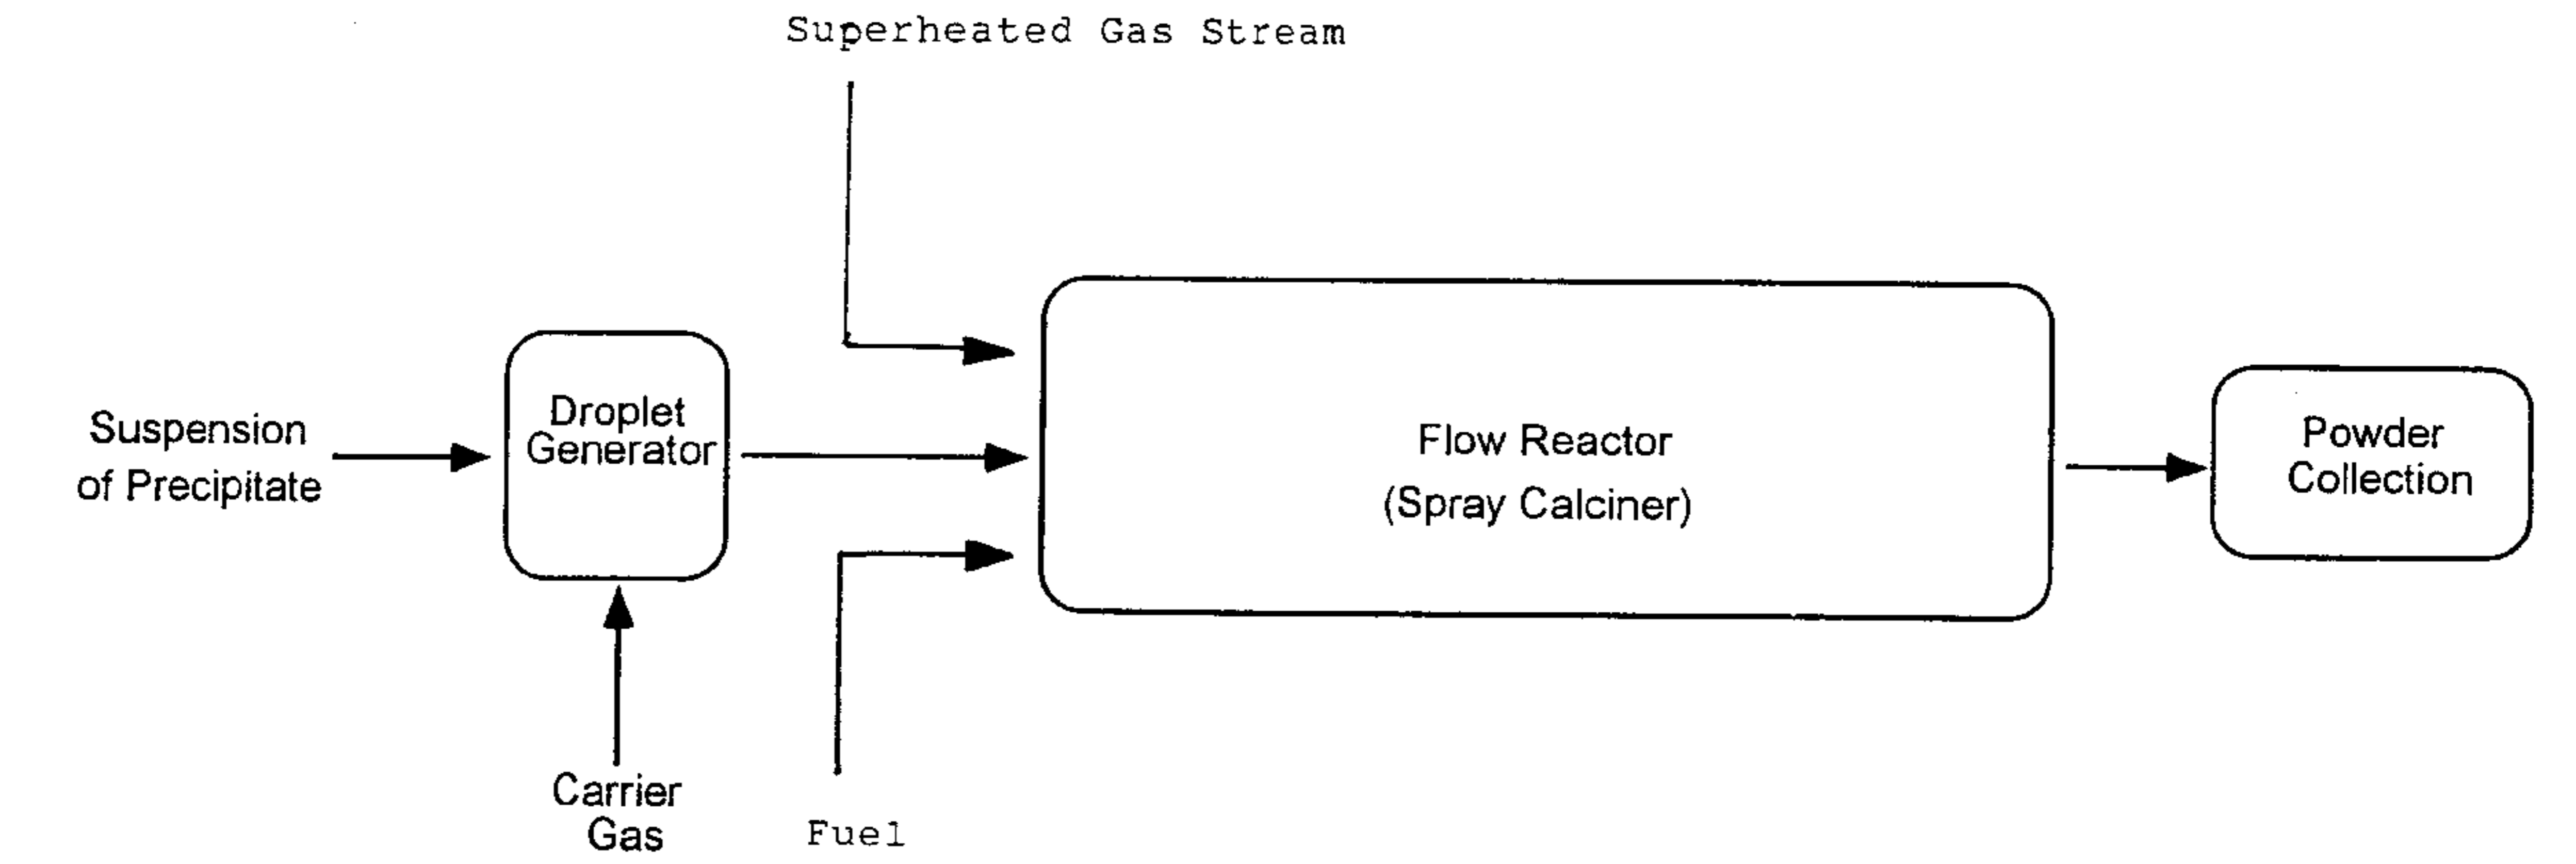 Superheated Gas Stream
Suspension
of Precipitate
Droplet
Generator
Flow Reactor
(Spray Calciner)
Powder
Collection
Carrier
Gas
Fuel